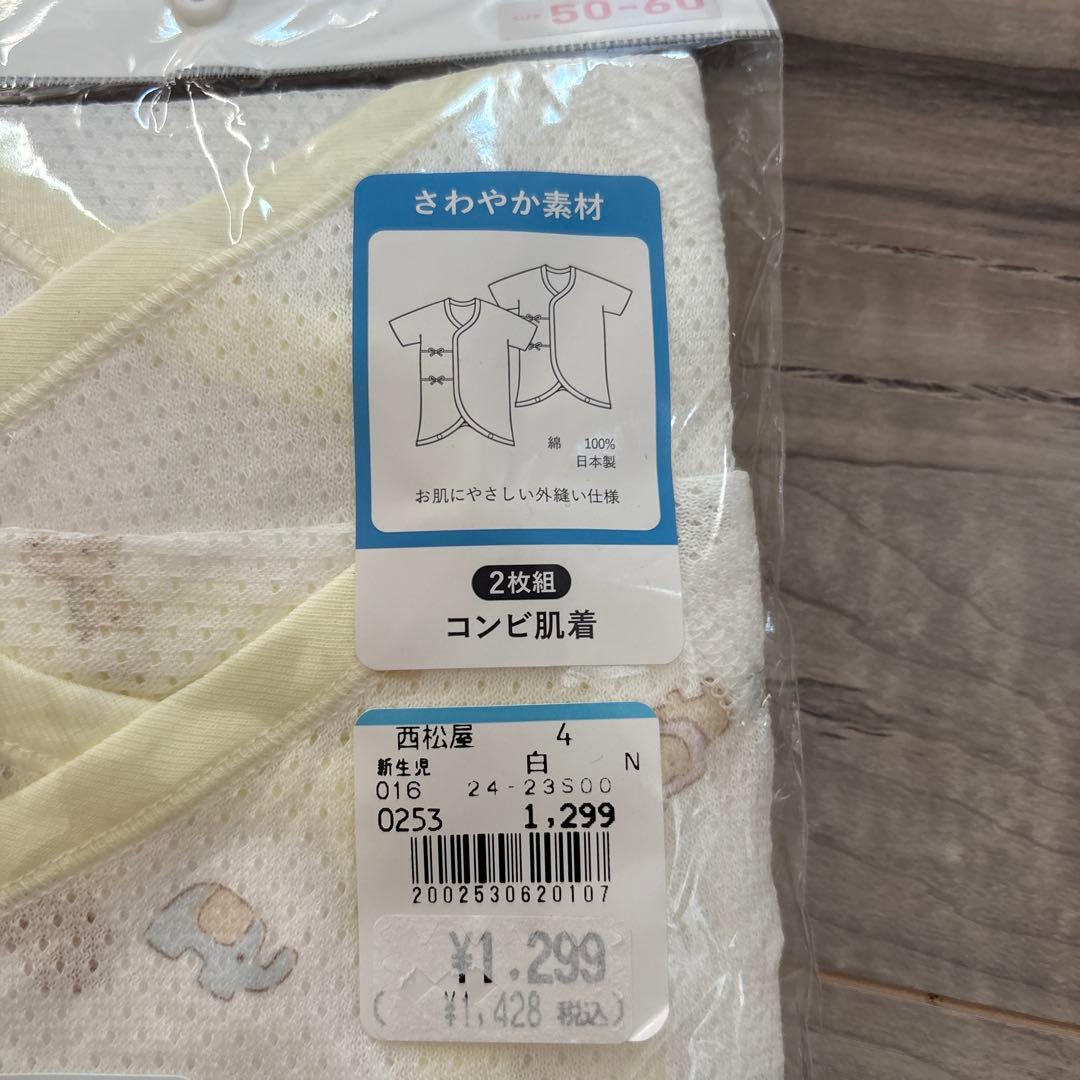 50-60
さわやか素材
綿 100%
日本製
お肌にやさしい外縫い仕様
2枚組
コンビ肌着
西松屋 4
新生児 白 N
016 24-23S00
0253 1,299
2002530620107
¥1,299
(¥1,428 税込)